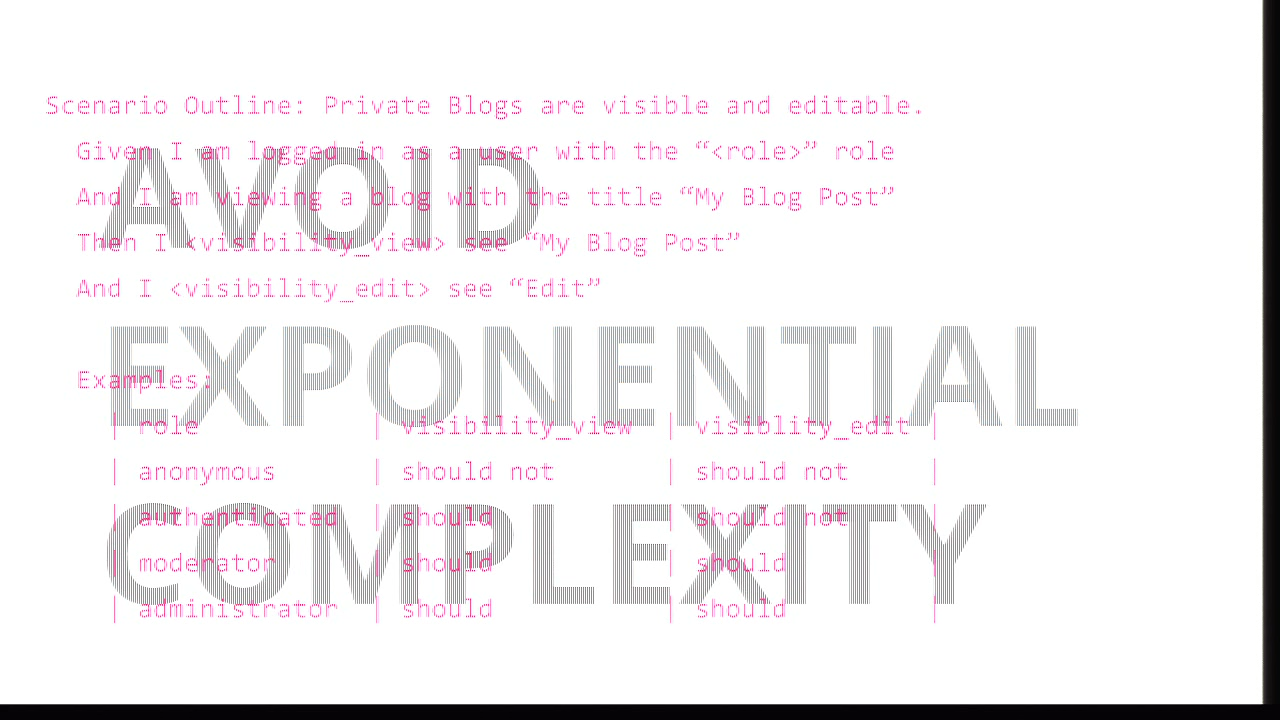 Scenario Outline: Private Blogs are visible and editable.
Given I am logged in as a user with the “<role>” role
And I am viewing a blog with the title “My Blog Post”
Then I <visibility_view> see “My Blog Post”
And I <visibility_edit> see “Edit”
Examples:
| role | visibility_view | visiblity_edit |
| anonymous | should not | should not |
| authenticated | should | should not |
| moderator | should | should |
| administrator | should | should |
AVOID
EXPONENTIAL
COMPLEXITY